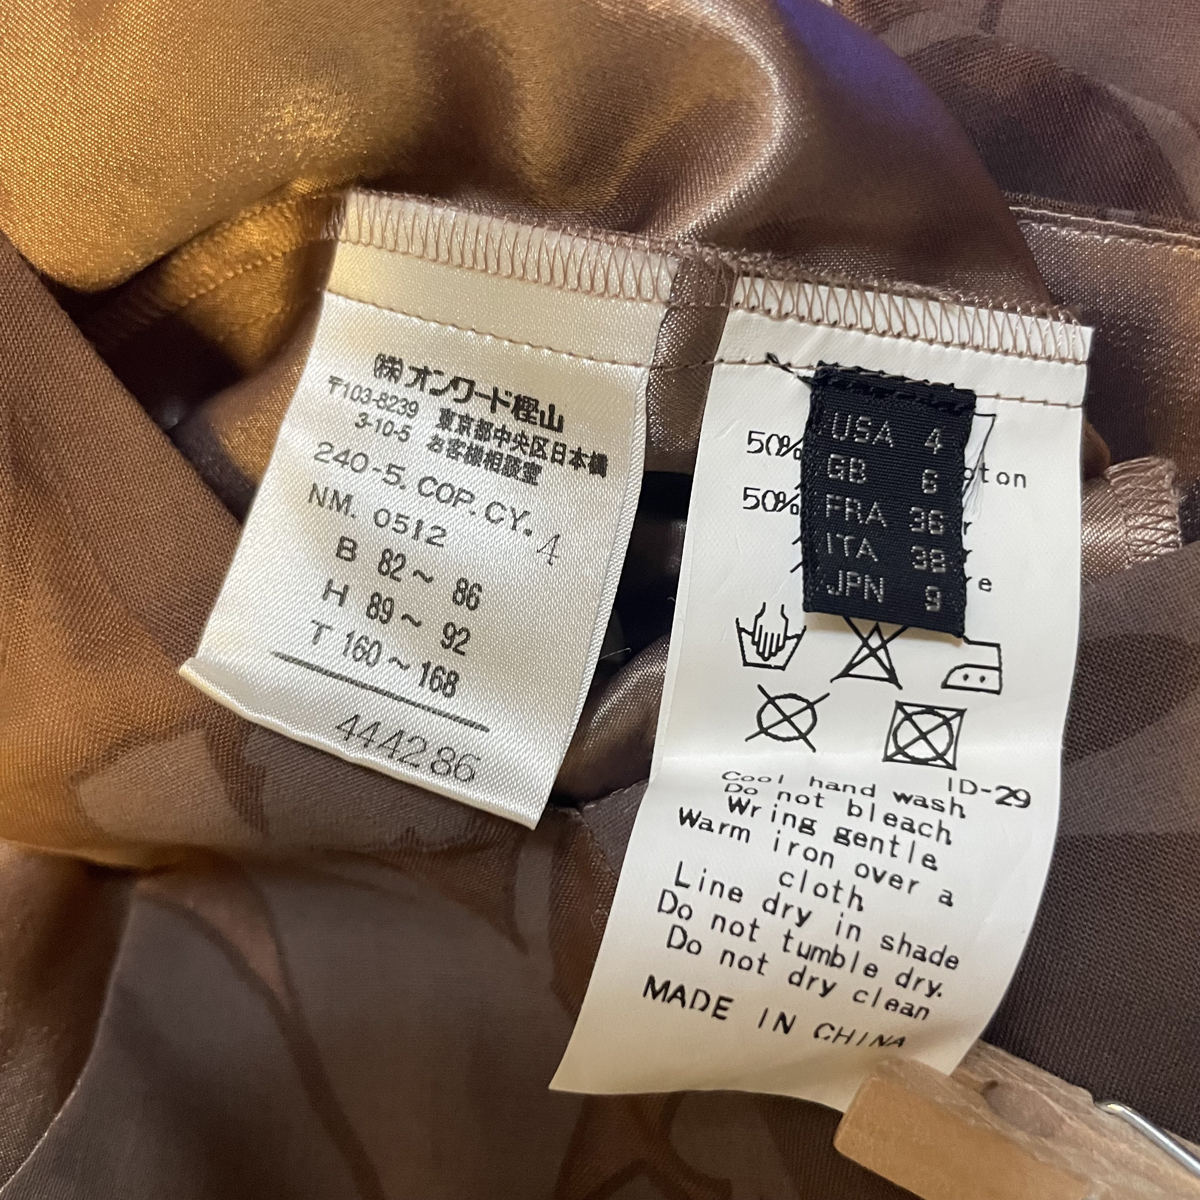 ㈱オンワード樫山
〒103-8239 東京都中央区日本橋
3-10-5 お客様相談室
240-5. COP. CY. 4
NM. 0512
B 82～ 86
H 89～ 92
T 160～168
444286
USA 4
GB 6
FRA 36
ITA 38
JPN 9
50%
50%
ID-29
Cool hand wash
Do not bleach
Wring gentle
Warm iron over a
cloth
Line dry in shade
Do not tumble dry.
Do not dry clean
MADE IN CHINA